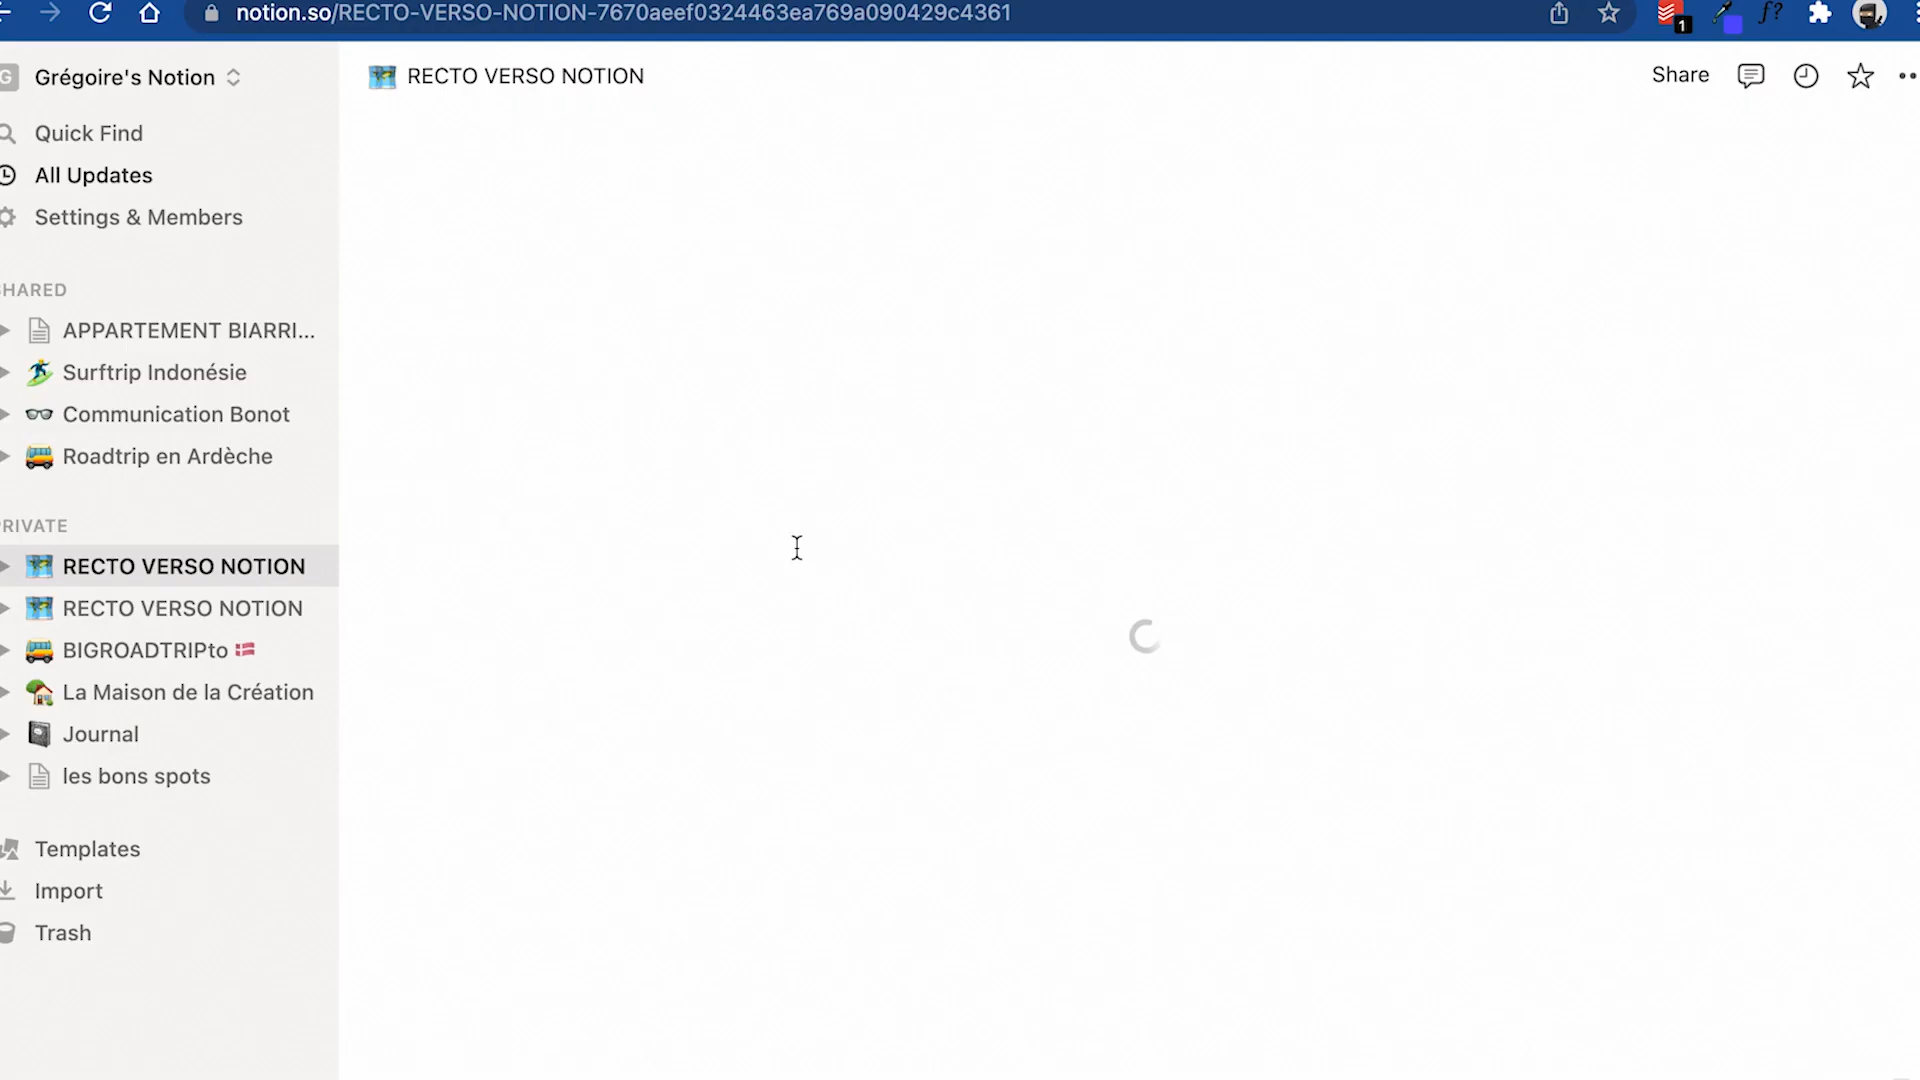 notion.so/RECTO-VERSO-NOTION-7670aeef0324463ea769a090429c4361
1
f?
G
Grégoire's Notion
RECTO VERSO NOTION
Share
Quick Find
All Updates
Settings & Members
HARED
APPARTEMENT BIARRI...
Surftrip Indonésie
Communication Bonot
Roadtrip en Ardèche
RIVATE
RECTO VERSO NOTION
RECTO VERSO NOTION
BIGROADTRIPto
La Maison de la Création
Journal
les bons spots
Templates
Import
Trash